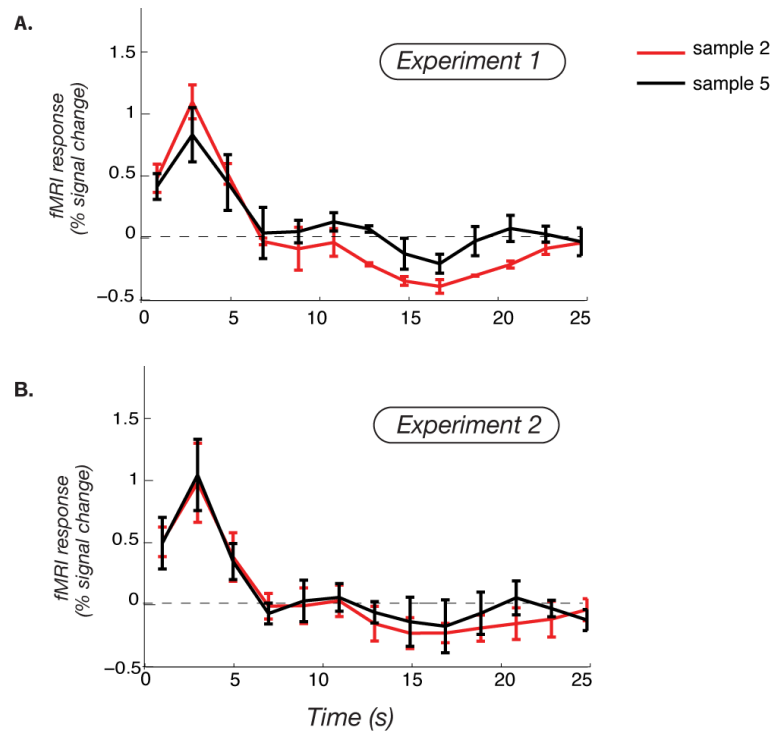 A.
Experiment 1
sample 2
sample 5
fMRI response
(% signal change)
1.5
1
0.5
0
−0.5
0 5 10 15 20 25
B.
Experiment 2
fMRI response
(% signal change)
1.5
1
0.5
0
−0.5
0 5 10 15 20 25
Time (s)